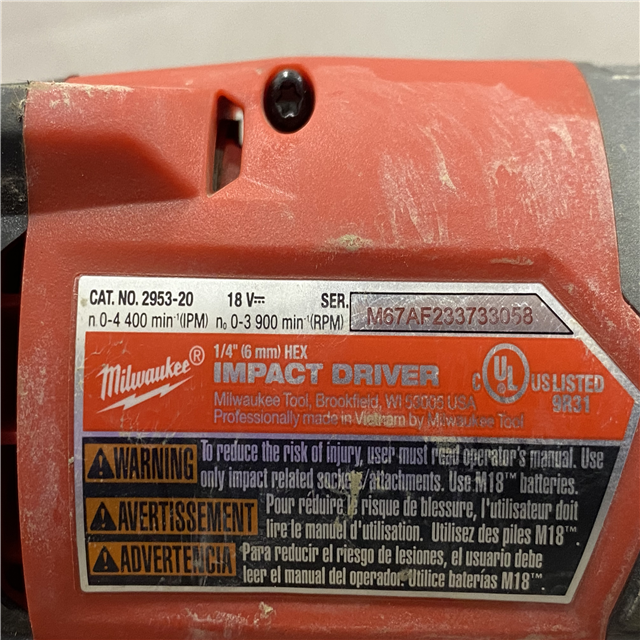 CAT. NO. 2953-20 18 V⎓ SER. M67AF233733058
n 0-4 400 min⁻¹(IPM) n₀ 0-3 900 min⁻¹(RPM)
Milwaukee®
1/4" (6 mm) HEX
IMPACT DRIVER
Milwaukee Tool, Brookfield, WI 53005 USA
Professionally made in Vietnam by Milwaukee Tool
C UL US LISTED
9R31
WARNING
To reduce the risk of injury, user must read operator's manual. Use
only impact related sockets/attachments. Use M18™ batteries.
AVERTISSEMENT
Pour réduire le risque de blessure, l'utilisateur doit
lire le manuel d'utilisation. Utilisez des piles M18™
ADVERTENCIA
Para reducir el riesgo de lesiones, el usuario debe
leer el manual del operador. Utilice baterías M18™